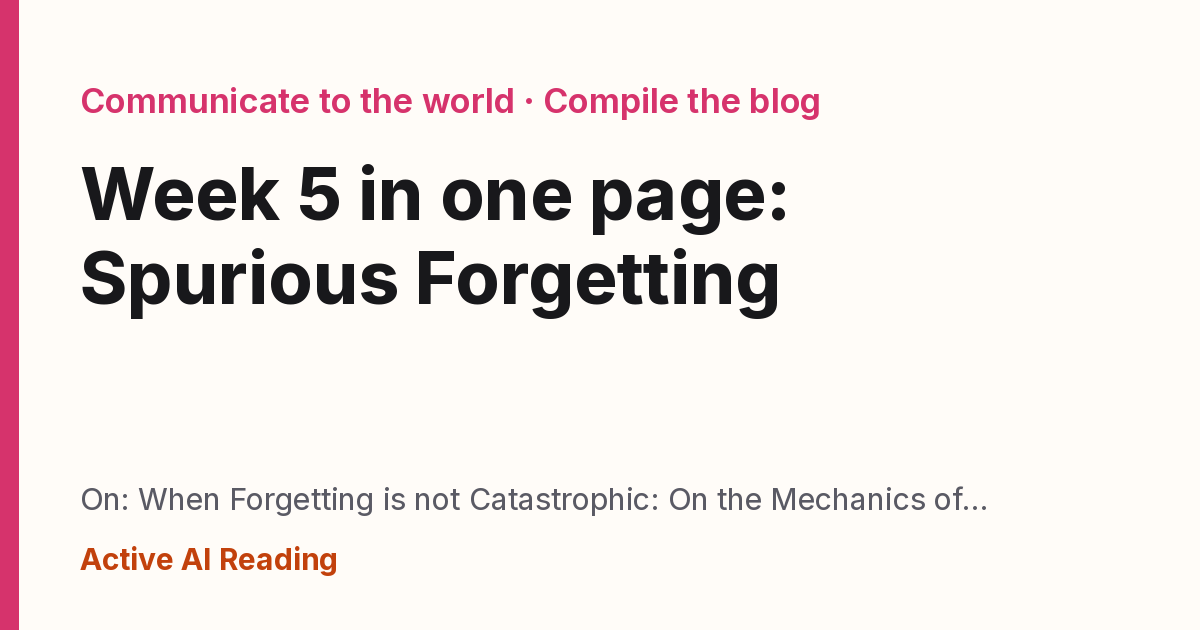 Communicate to the world · Compile the blog
Week 5 in one page:
Spurious Forgetting
On: When Forgetting is not Catastrophic: On the Mechanics of...
Active AI Reading